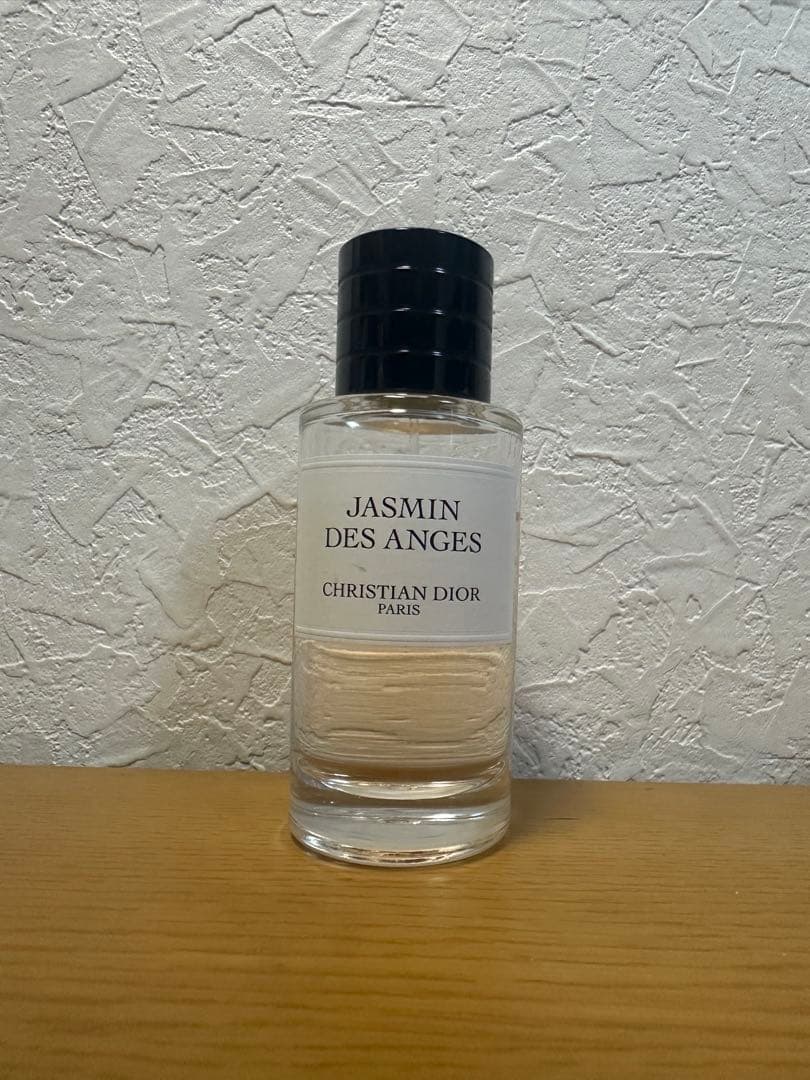 JASMIN
DES ANGES
CHRISTIAN DIOR
PARIS